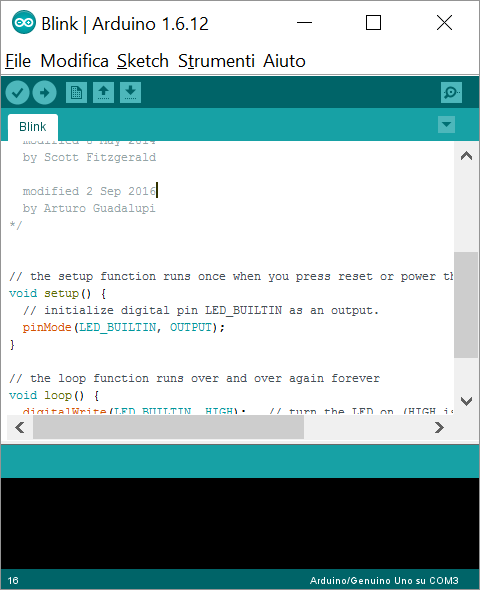 Blink | Arduino 1.6.12
File Modifica Sketch Strumenti Aiuto
Blink
modified 8 May 2014
by Scott Fitzgerald
modified 2 Sep 2016
by Arturo Guadalupi
*/
// the setup function runs once when you press reset or power th
void setup() {
// initialize digital pin LED_BUILTIN as an output.
pinMode(LED_BUILTIN, OUTPUT);
}
// the loop function runs over and over again forever
void loop() {
digitalWrite(LED_BUILTIN, HIGH); // turn the LED on (HIGH is
16
Arduino/Genuino Uno su COM3